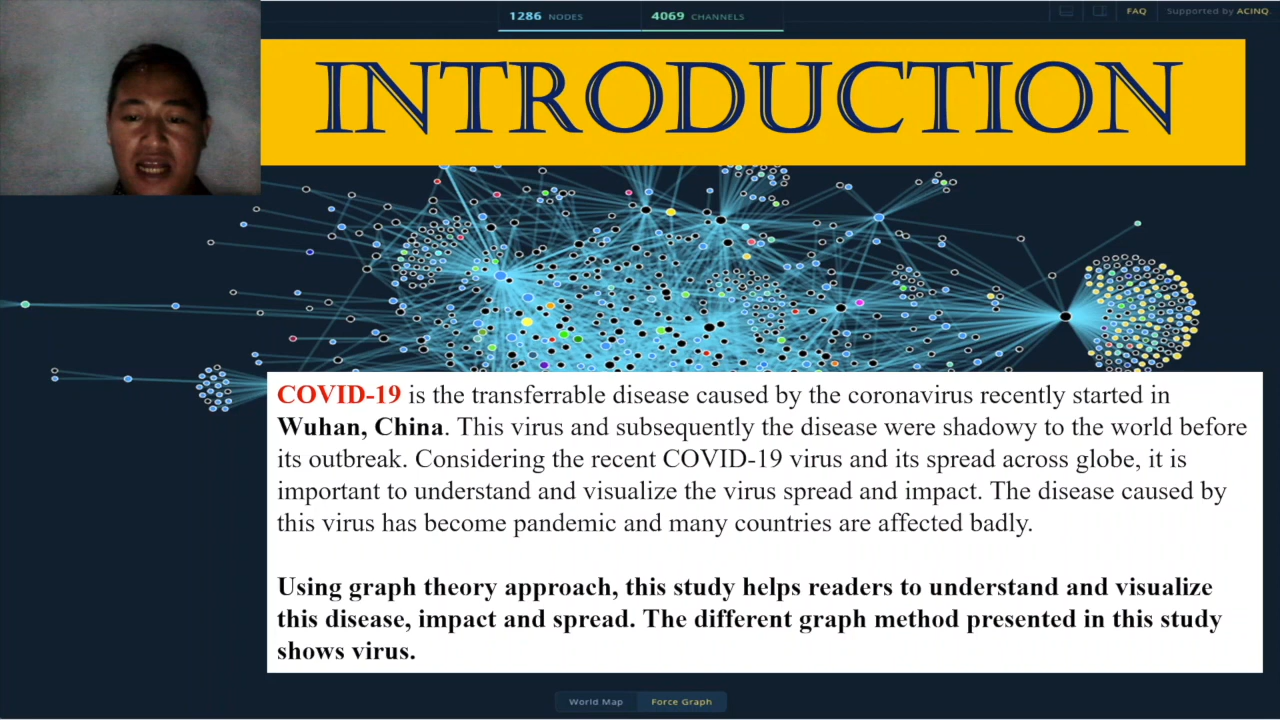 1286 NODES
4069 CHANNELS
FAQ
Supported by ACINQ.
INTRODUCTION
COVID-19 is the transferrable disease caused by the coronavirus recently started in
Wuhan, China. This virus and subsequently the disease were shadowy to the world before
its outbreak. Considering the recent COVID-19 virus and its spread across globe, it is
important to understand and visualize the virus spread and impact. The disease caused by
this virus has become pandemic and many countries are affected badly.
Using graph theory approach, this study helps readers to understand and visualize
this disease, impact and spread. The different graph method presented in this study
shows virus.
World Map
Force Graph